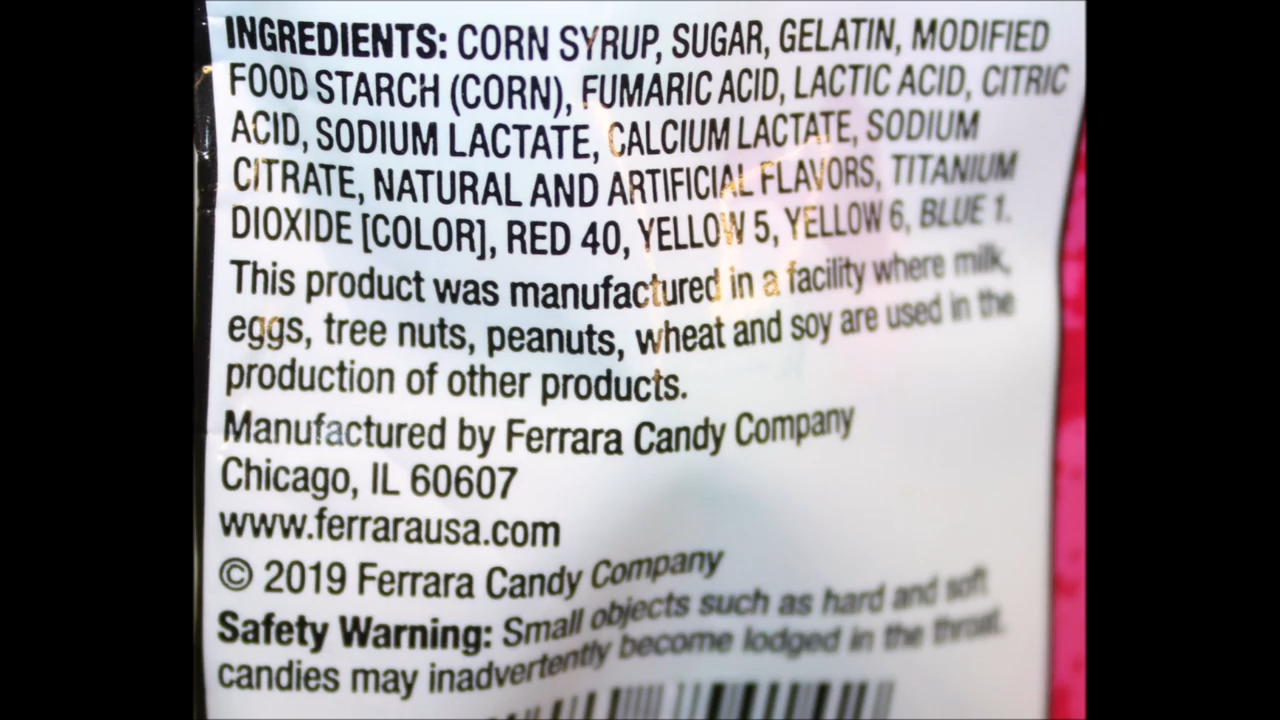 INGREDIENTS: CORN SYRUP, SUGAR, GELATIN, MODIFIED
FOOD STARCH (CORN), FUMARIC ACID, LACTIC ACID, CITRIC
ACID, SODIUM LACTATE, CALCIUM LACTATE, SODIUM
CITRATE, NATURAL AND ARTIFICIAL FLAVORS, TITANIUM
DIOXIDE [COLOR], RED 40, YELLOW 5, YELLOW 6, BLUE 1.
This product was manufactured in a facility where milk,
eggs, tree nuts, peanuts, wheat and soy are used in the
production of other products.
Manufactured by Ferrara Candy Company
Chicago, IL 60607
www.ferrarausa.com
© 2019 Ferrara Candy Company
Safety Warning: Small objects such as hard and soft
candies may inadvertently become lodged in the throat.